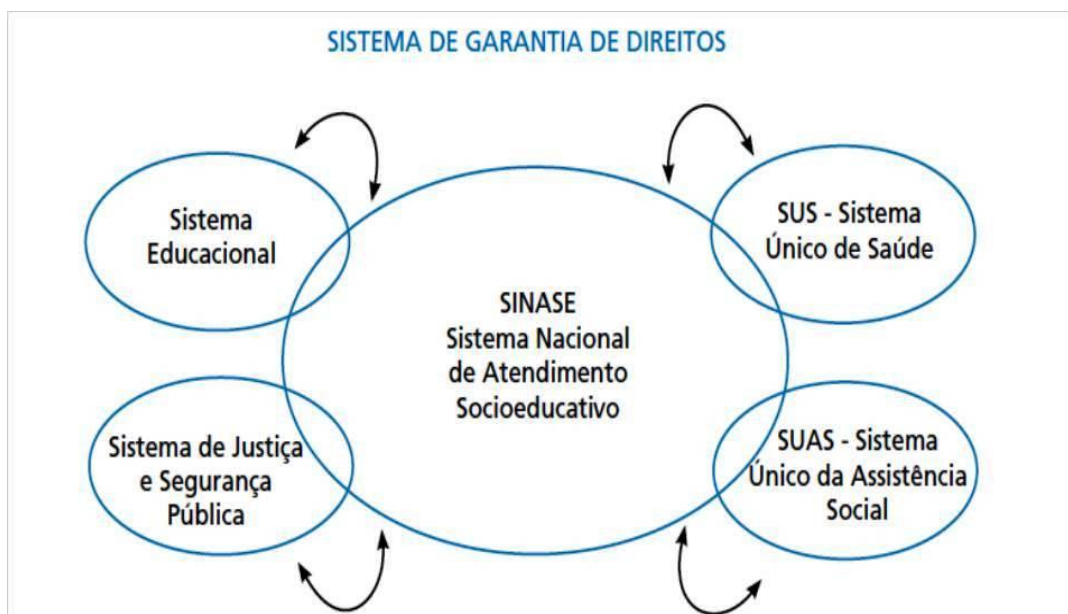 SISTEMA DE GARANTIA DE DIREITOS
Sistema
Educacional
SUS - Sistema
Único de Saúde
SINASE
Sistema Nacional
de Atendimento
Socioeducativo
Sistema de Justiça
e Segurança
Pública
SUAS - Sistema
Único da Assistência
Social